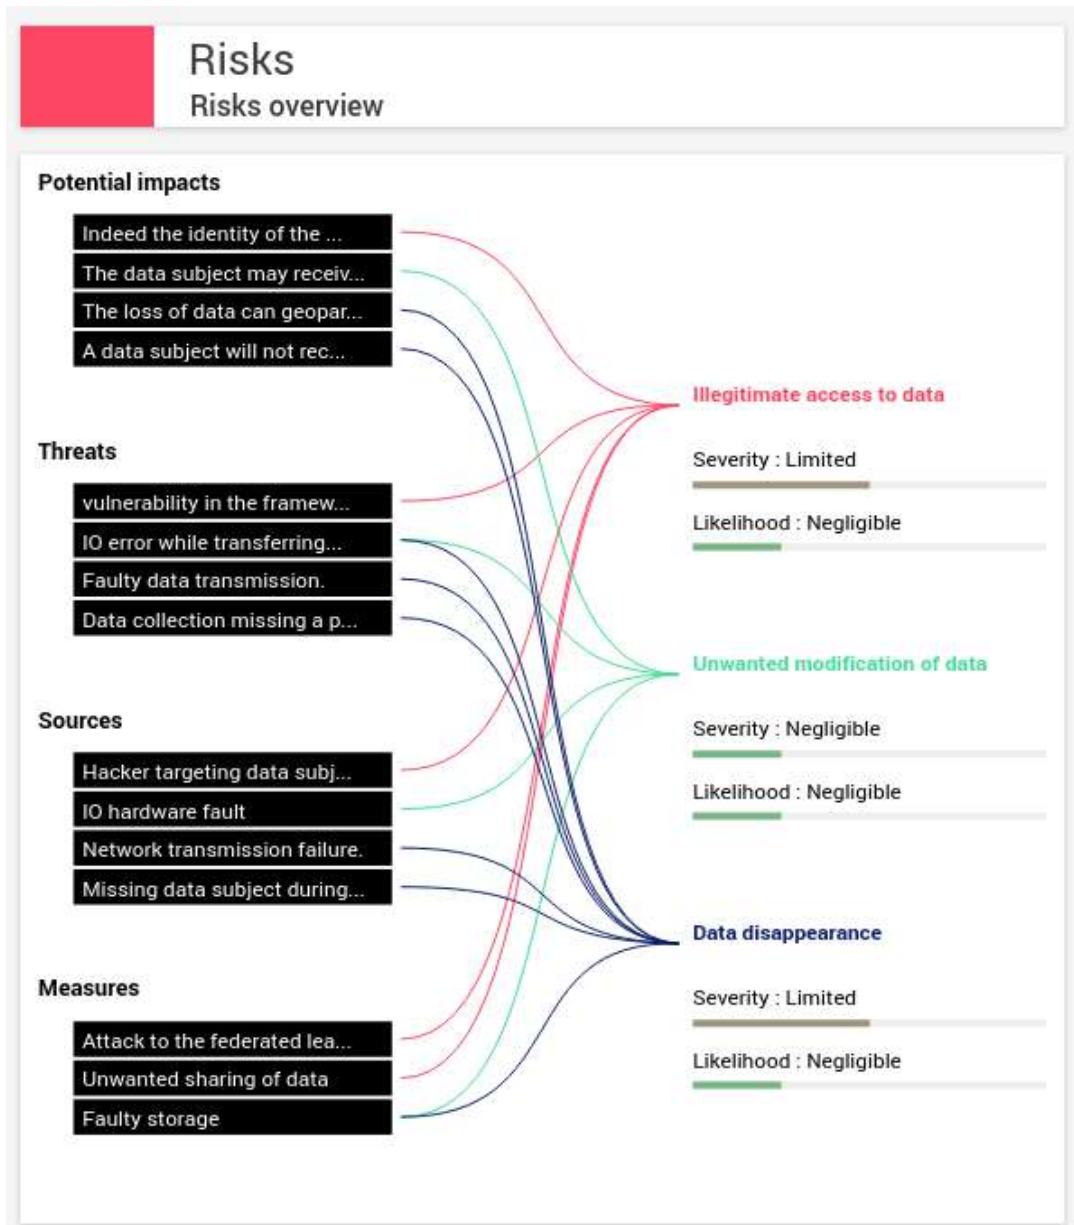 Risks
Risks overview
Potential impacts
Indeed the identity of the ...
The data subject may receiv...
The loss of data can geopar...
A data subject will not rec...
Threats
vulnerability in the framew...
IO error while transferring...
Faulty data transmission.
Data collection missing a p...
Sources
Hacker targeting data subj...
IO hardware fault
Network transmission failure.
Missing data subject during...
Measures
Attack to the federated lea...
Unwanted sharing of data
Faulty storage
Illegitimate access to data
Severity : Limited
Likelihood : Negligible
Unwanted modification of data
Severity : Negligible
Likelihood : Negligible
Data disappearance
Severity : Limited
Likelihood : Negligible